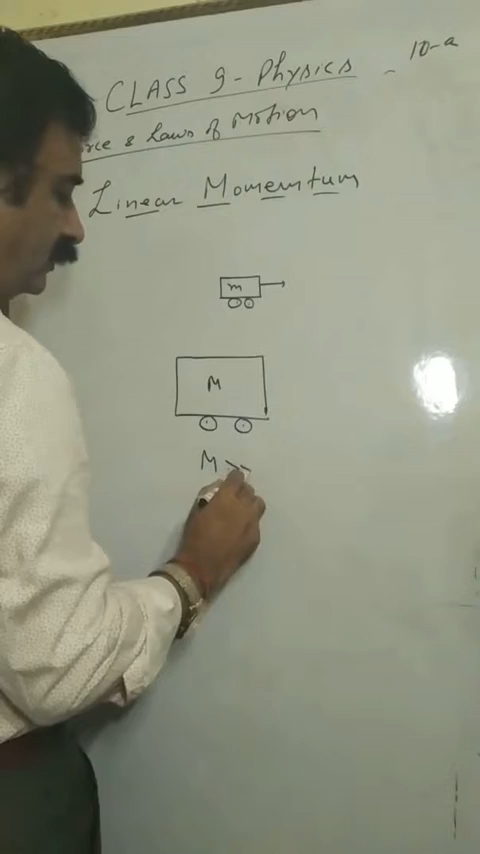 CLASS 9 - Physics - 10-a
rce & Laws of Motion
Linear Momentum
m
M
M >